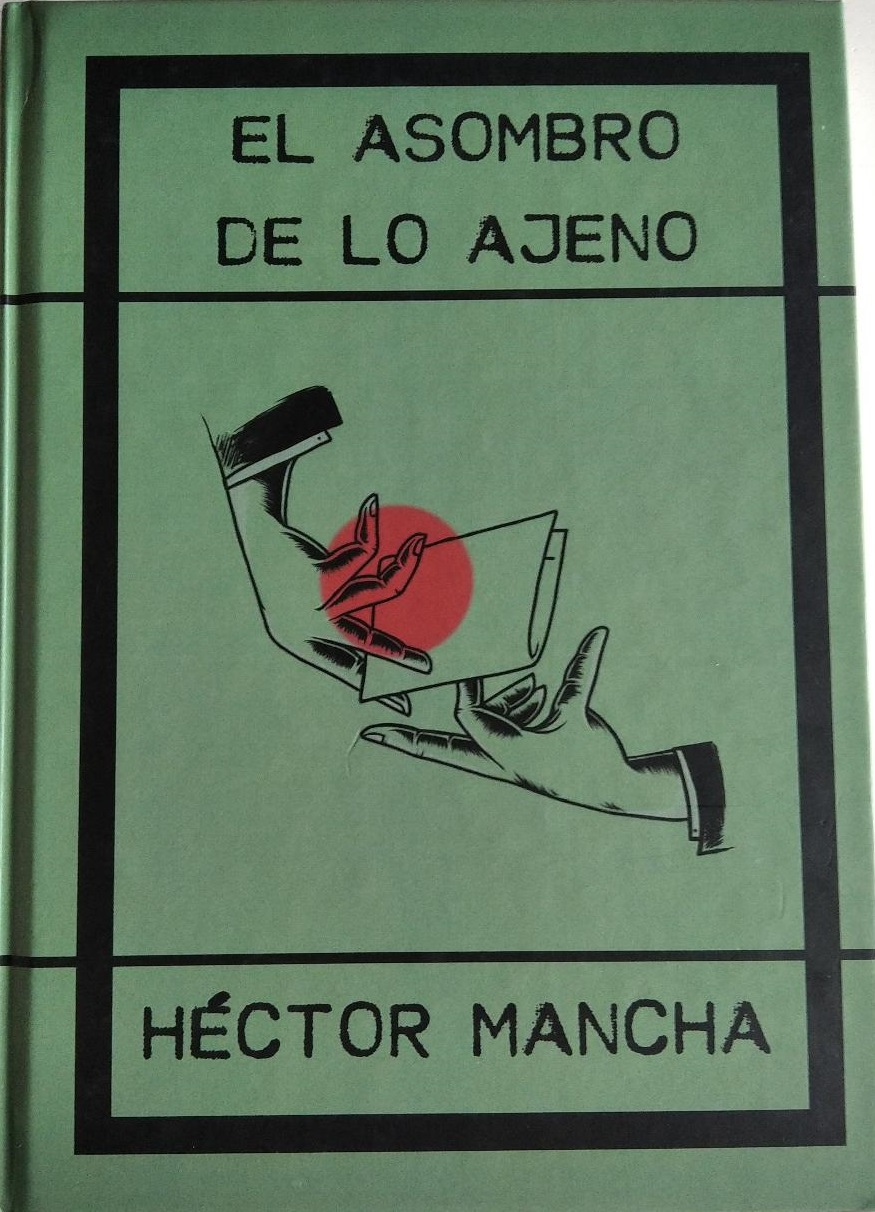 EL ASOMBRO
DE LO AJENO
HÉCTOR MANCHA